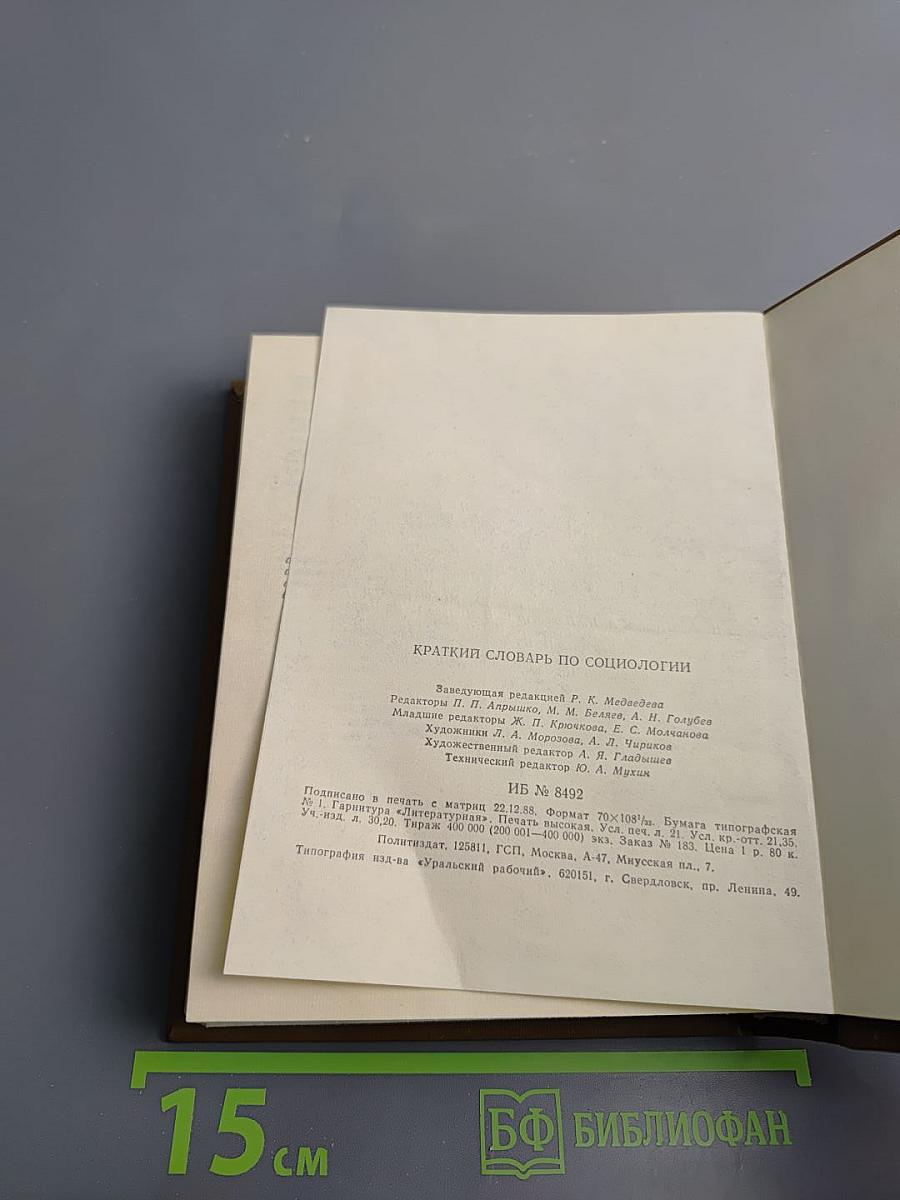 КРАТКИЙ СЛОВАРЬ ПО СОЦИОЛОГИИ
Заведующая редакцией Р. К. Медведева
Редакторы П. П. Апрышко, М. М. Беляев, А. Н. Голубев
Младшие редакторы Ж. П. Крючкова, Е. С. Молчанова
Художники Л. А. Морозова, А. Л. Чириков
Художественный редактор А. Я. Гладышев
Технический редактор Ю. А. Мухин
ИБ № 8492
Подписано в печать с матриц 22.12.88. Формат 70×108¹/₃₂. Бумага типографская
№ 1. Гарнитура «Литературная». Печать высокая. Усл. печ. л. 21. Усл. кр.-отт. 21,35.
Уч.-изд. л. 30,20. Тираж 400 000 (200 001—400 000) экз. Заказ № 183. Цена 1 р. 80 к.
Политиздат, 125811, ГСП, Москва, А-47, Миусская пл., 7.
Типография изд-ва «Уральский рабочий», 620151, г. Свердловск, пр. Ленина, 49.
15 см
БФ БИБЛИОФАН